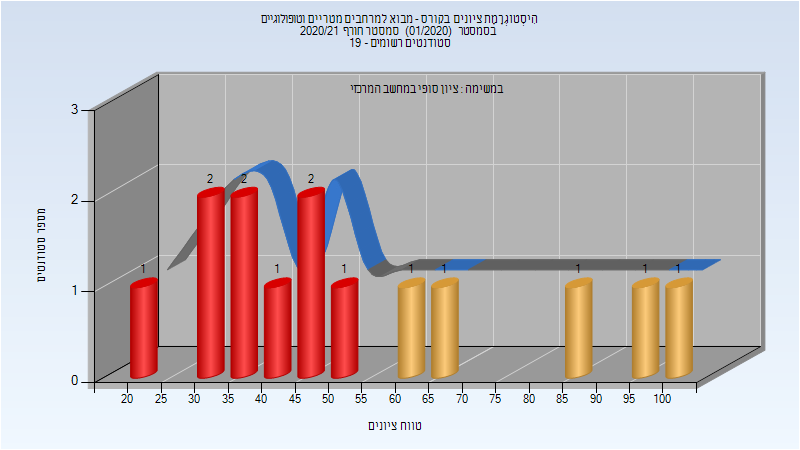 הִיסְטוֹגְרָמַת ציונים בקורס - מבוא למרחבים מטריים וטופולוגיים
בסמסטר (01/2020) סמסטר חורף 2020/21
סטודנטים רשומים - 19
במשימה : ציון סופי במחשב המרכזי
מספר סטודנטים
3
2
1
0
1
2
2
1
2
1
1
1
1
1
1
20 25 30 35 40 45 50 55 60 65 70 75 80 85 90 95 100
טווח ציונים